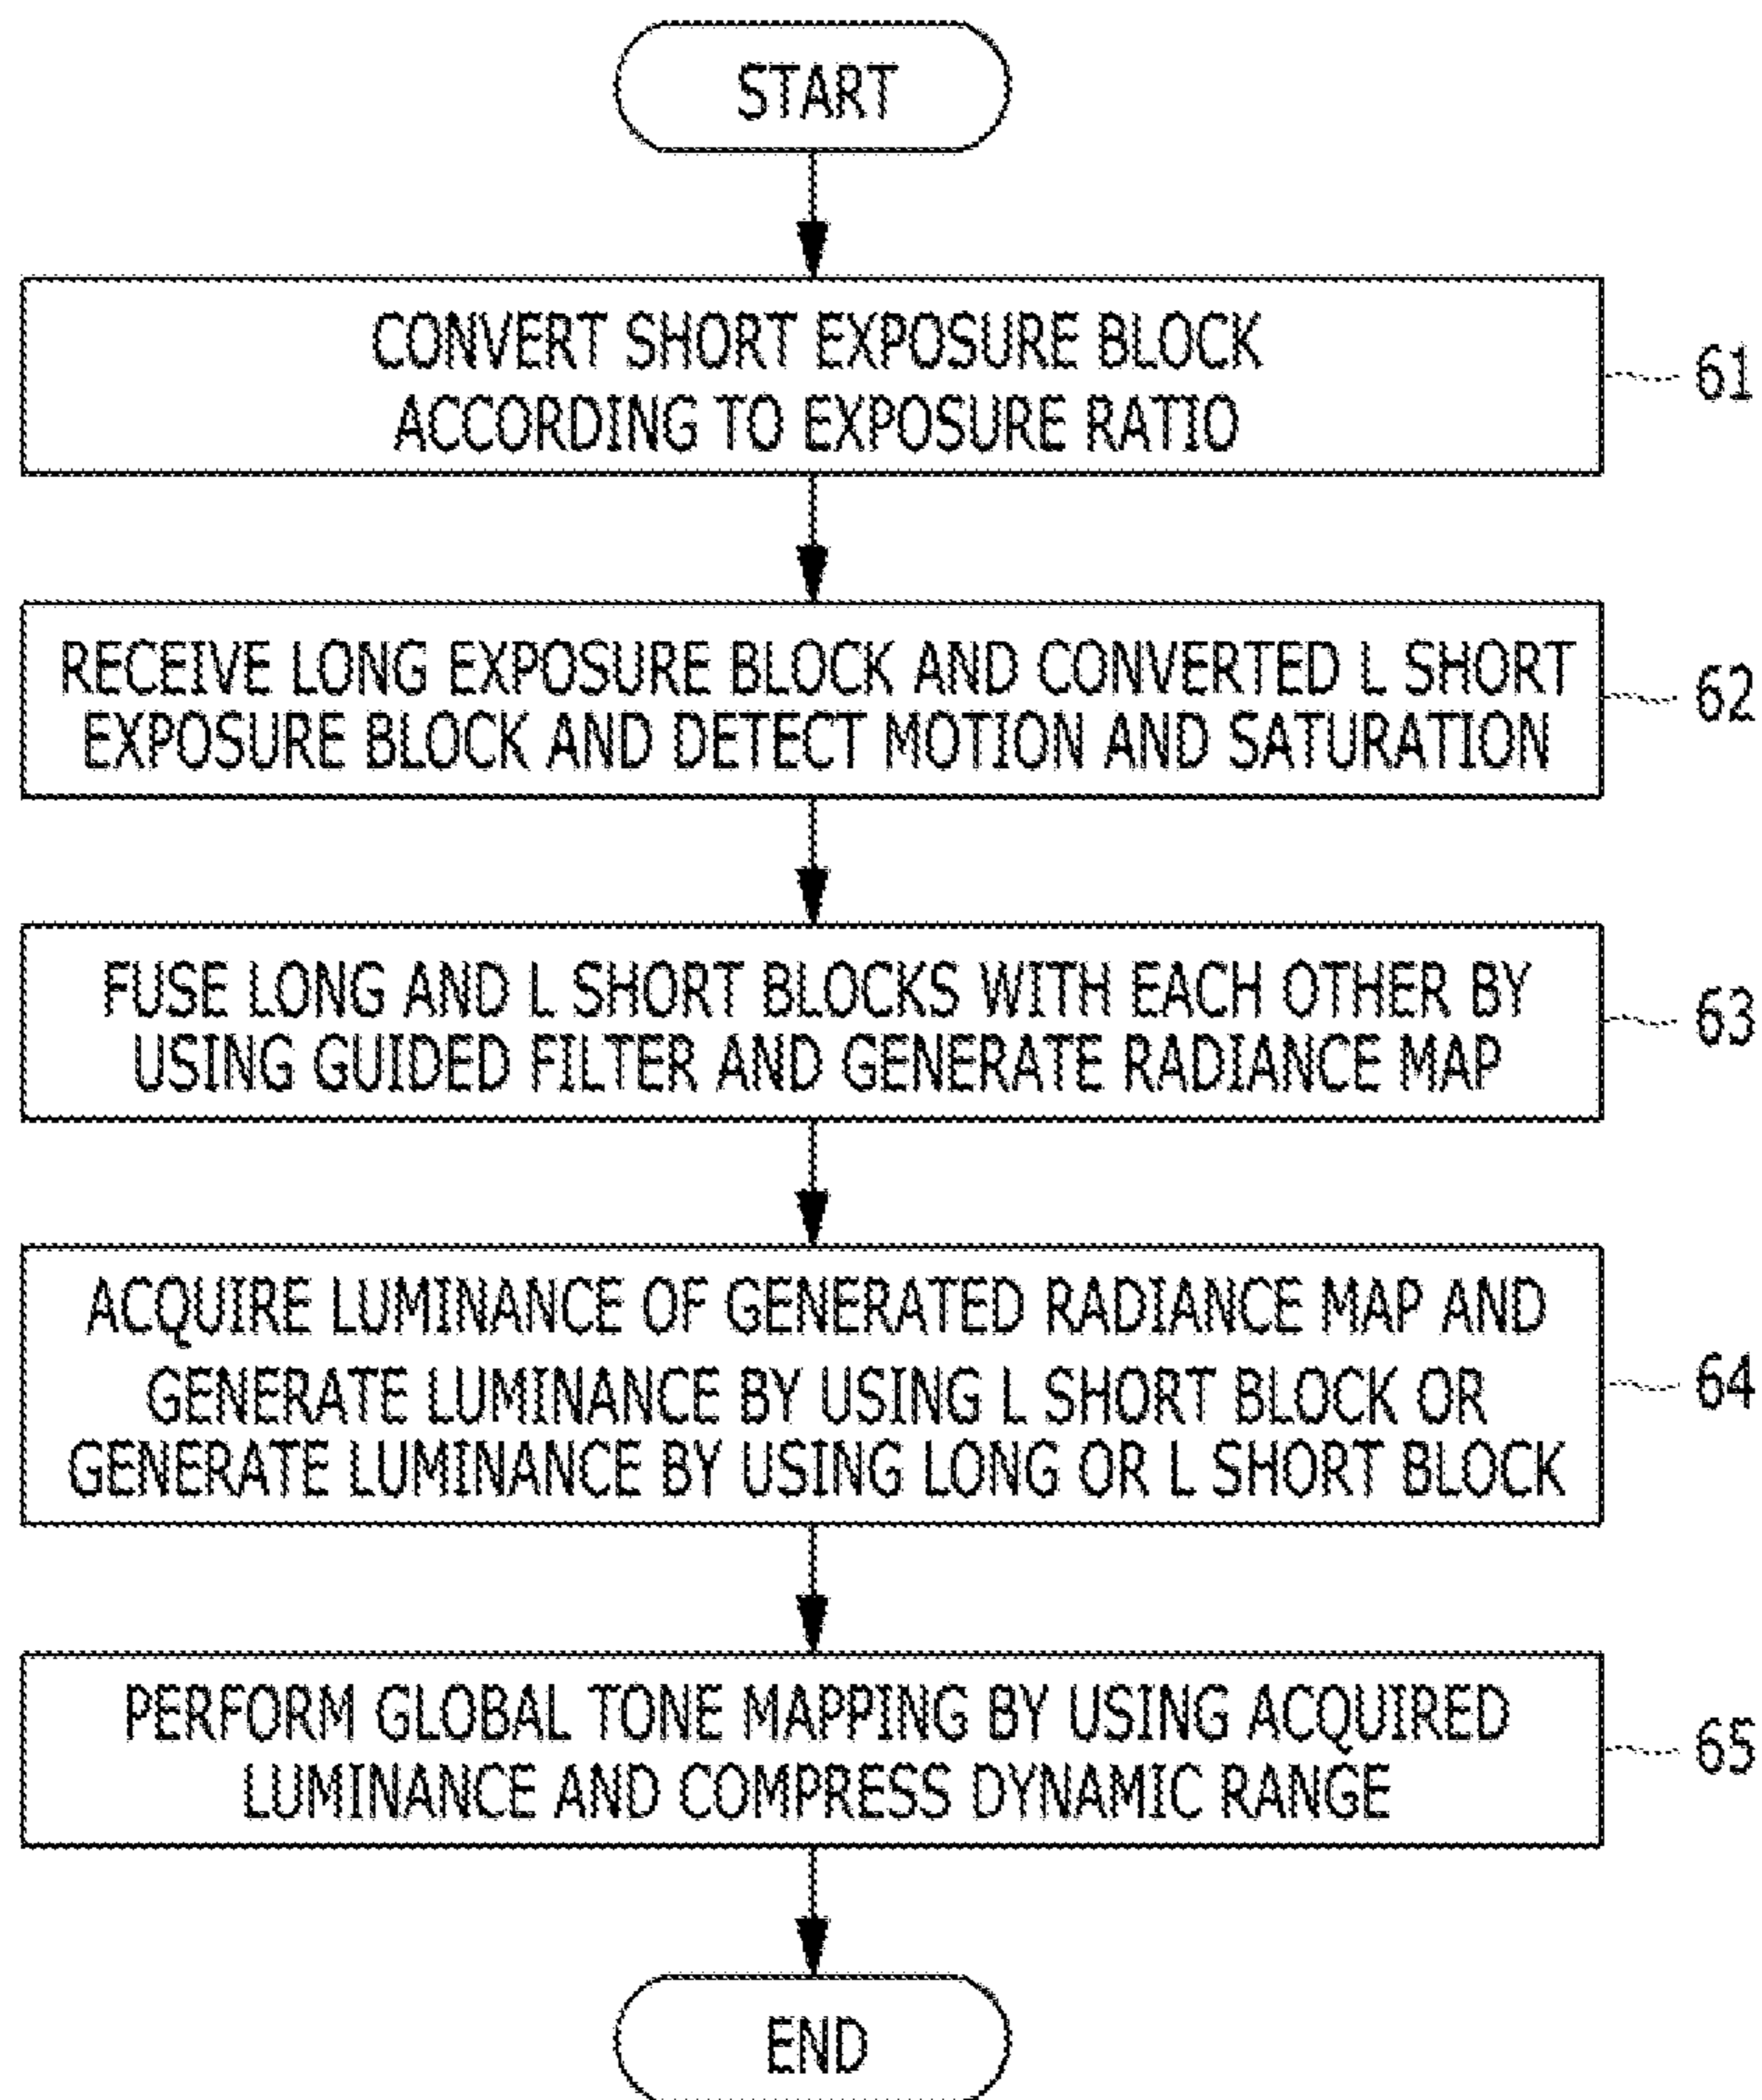 START
CONVERT SHORT EXPOSURE BLOCK
ACCORDING TO EXPOSURE RATIO
61
RECEIVE LONG EXPOSURE BLOCK AND CONVERTED L SHORT
EXPOSURE BLOCK AND DETECT MOTION AND SATURATION
62
FUSE LONG AND L SHORT BLOCKS WITH EACH OTHER BY
USING GUIDED FILTER AND GENERATE RADIANCE MAP
63
ACQUIRE LUMINANCE OF GENERATED RADIANCE MAP AND
GENERATE LUMINANCE BY USING L SHORT BLOCK OR
GENERATE LUMINANCE BY USING LONG OR L SHORT BLOCK
64
PERFORM GLOBAL TONE MAPPING BY USING ACQUIRED
LUMINANCE AND COMPRESS DYNAMIC RANGE
65
END